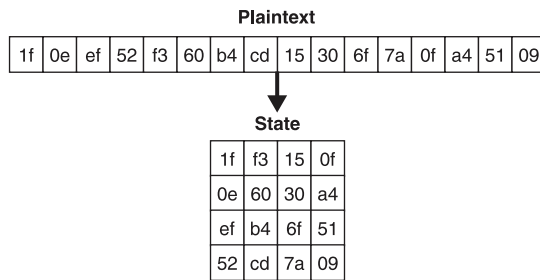 Plaintext
1f 0e ef 52 f3 60 b4 cd 15 30 6f 7a 0f a4 51 09
State
1f f3 15 0f
0e 60 30 a4
ef b4 6f 51
52 cd 7a 09